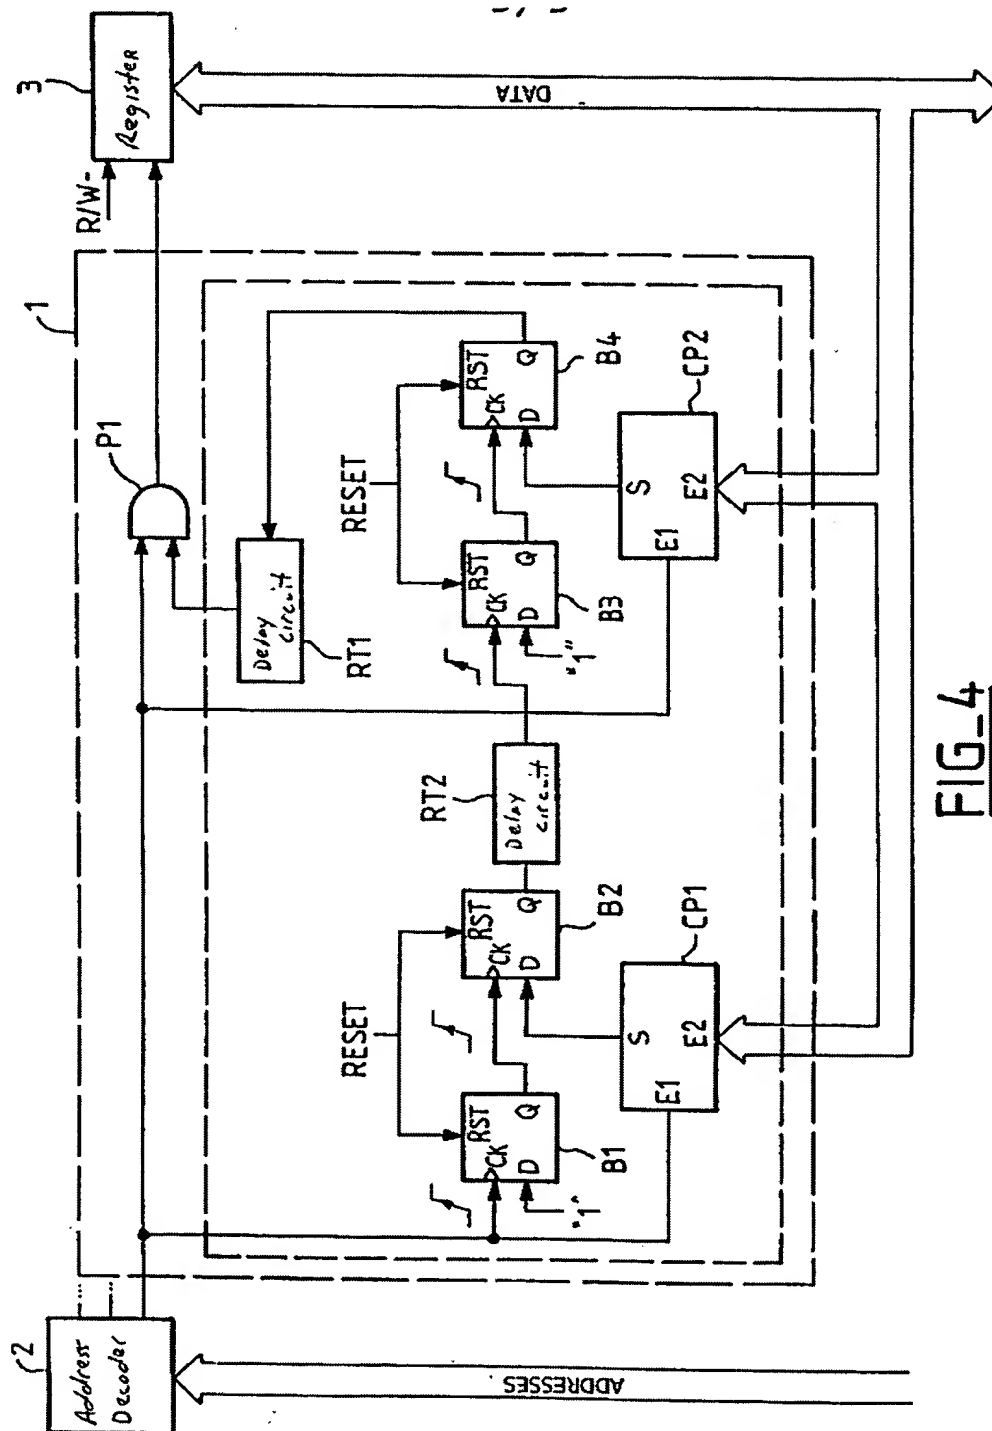 2
Address
Decoder
ADDRESSES
1
P1
R/W-
3
Register
DATA
Delay
circuit
RT1
RESET
RESET
RST
CK
D
Q
"1"
B1
RST
CK
D
Q
B2
RT2
Delay
circuit
RST
CK
D
Q
"1"
B3
RST
CK
D
Q
B4
E1
S
E2
CP1
E1
S
E2
CP2
FIG_4